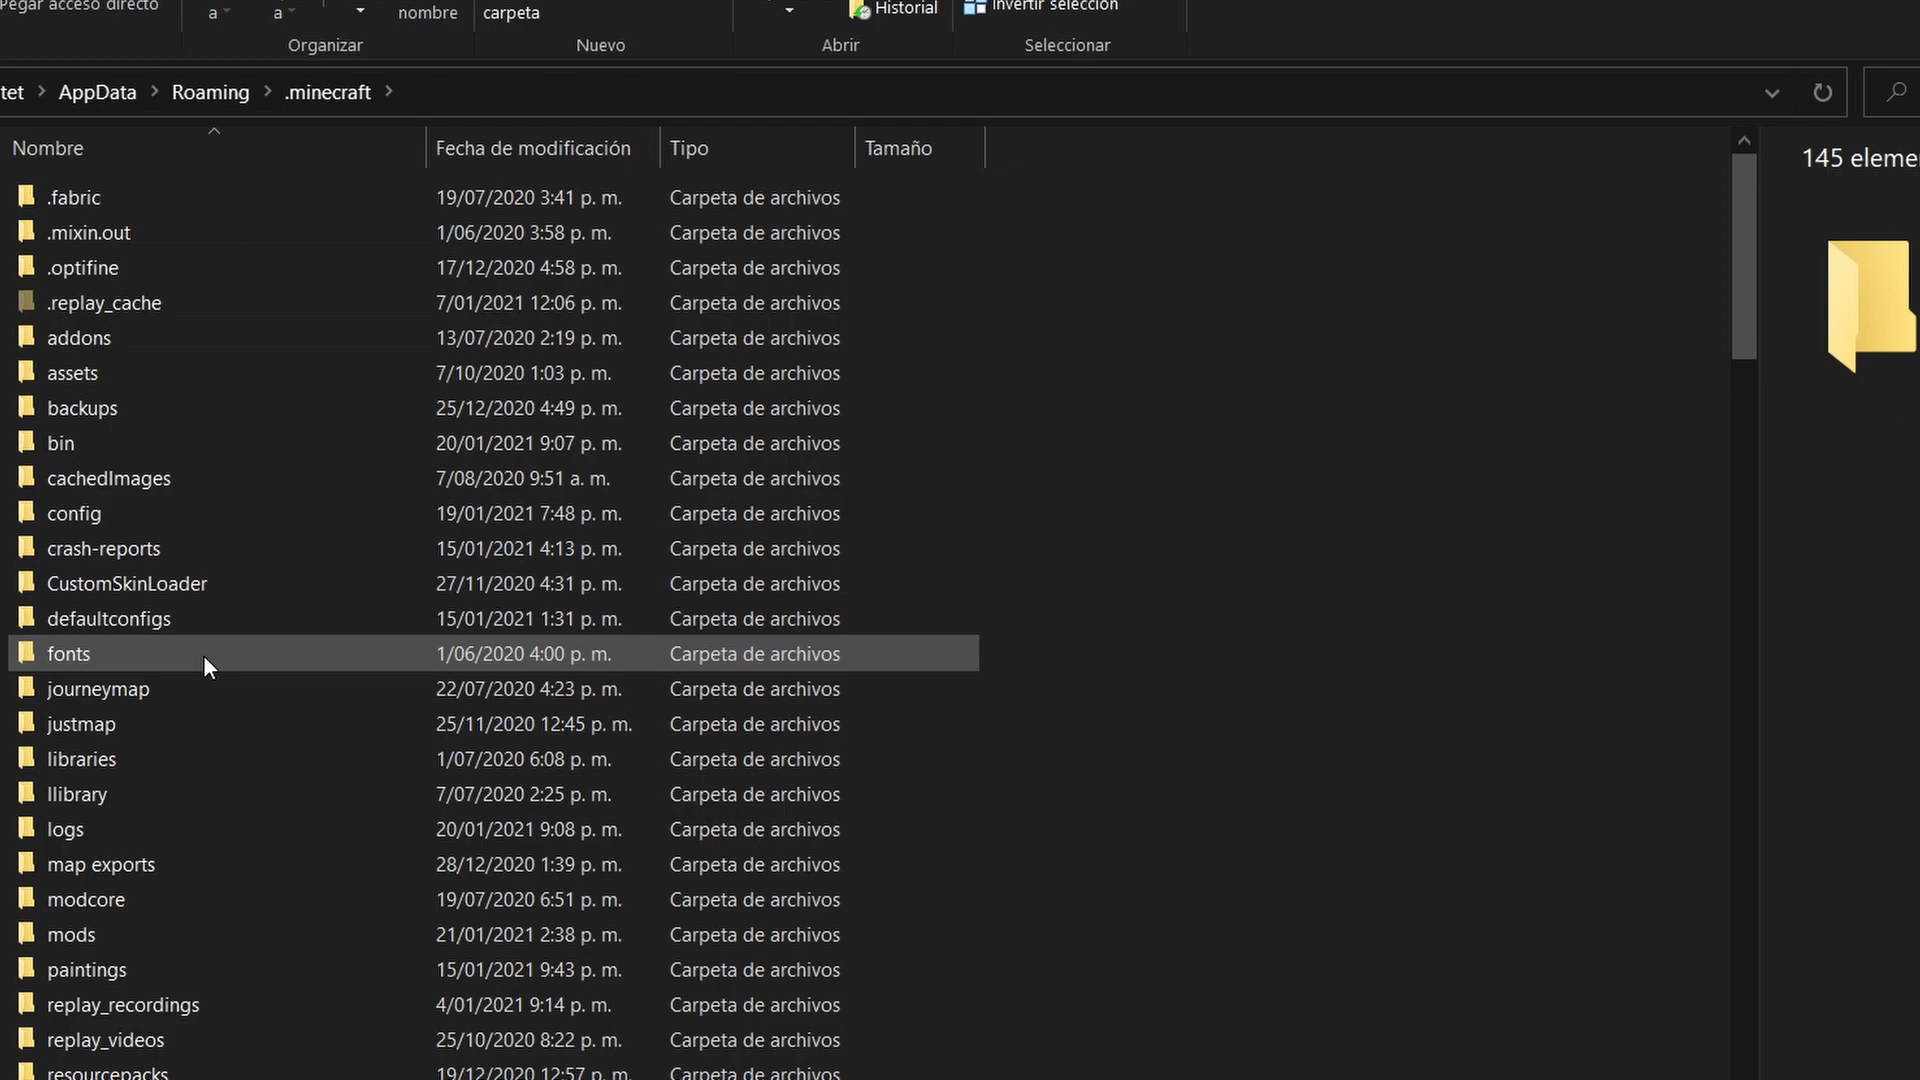 Pegar acceso directo
a
a
nombre
carpeta
Historial
Invertir selección
Organizar
Nuevo
Abrir
Seleccionar
tet > AppData > Roaming > .minecraft >
Nombre Fecha de modificación Tipo Tamaño
145 eleme
.fabric 19/07/2020 3:41 p. m. Carpeta de archivos
.mixin.out 1/06/2020 3:58 p. m. Carpeta de archivos
.optifine 17/12/2020 4:58 p. m. Carpeta de archivos
.replay_cache 7/01/2021 12:06 p. m. Carpeta de archivos
addons 13/07/2020 2:19 p. m. Carpeta de archivos
assets 7/10/2020 1:03 p. m. Carpeta de archivos
backups 25/12/2020 4:49 p. m. Carpeta de archivos
bin 20/01/2021 9:07 p. m. Carpeta de archivos
cachedImages 7/08/2020 9:51 a. m. Carpeta de archivos
config 19/01/2021 7:48 p. m. Carpeta de archivos
crash-reports 15/01/2021 4:13 p. m. Carpeta de archivos
CustomSkinLoader 27/11/2020 4:31 p. m. Carpeta de archivos
defaultconfigs 15/01/2021 1:31 p. m. Carpeta de archivos
fonts 1/06/2020 4:00 p. m. Carpeta de archivos
journeymap 22/07/2020 4:23 p. m. Carpeta de archivos
justmap 25/11/2020 12:45 p. m. Carpeta de archivos
libraries 1/07/2020 6:08 p. m. Carpeta de archivos
llibrary 7/07/2020 2:25 p. m. Carpeta de archivos
logs 20/01/2021 9:08 p. m. Carpeta de archivos
map exports 28/12/2020 1:39 p. m. Carpeta de archivos
modcore 19/07/2020 6:51 p. m. Carpeta de archivos
mods 21/01/2021 2:38 p. m. Carpeta de archivos
paintings 15/01/2021 9:43 p. m. Carpeta de archivos
replay_recordings 4/01/2021 9:14 p. m. Carpeta de archivos
replay_videos 25/10/2020 8:22 p. m. Carpeta de archivos
resourcepacks 19/12/2020 12:57 p. m. Carpeta de archivos